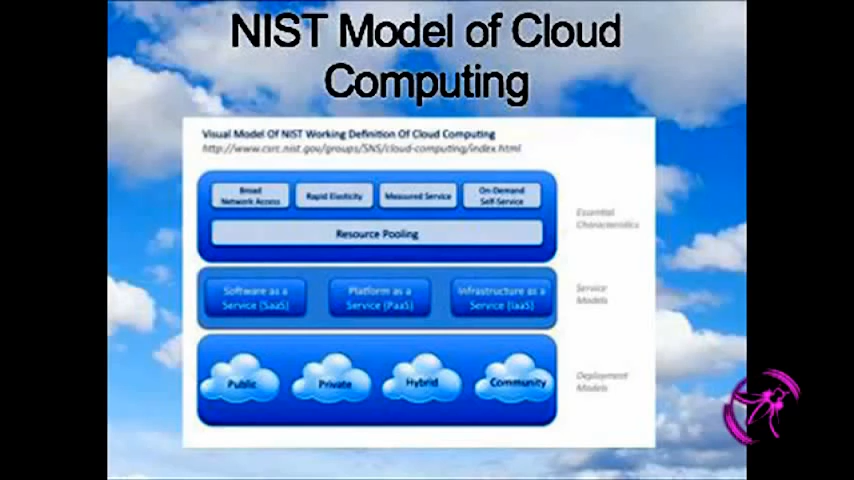 NIST Model of Cloud
Computing
Visual Model Of NIST Working Definition Of Cloud Computing
http://www.csrc.nist.gov/groups/SNS/cloud-computing/index.html
Broad
Network Access
Rapid Elasticity
Measured Service
On-Demand
Self-Service
Resource Pooling
Essential
Characteristics
Software as a
Service (SaaS)
Platform as a
Service (PaaS)
Infrastructure as a
Service (IaaS)
Service
Models
Public
Private
Hybrid
Community
Deployment
Models